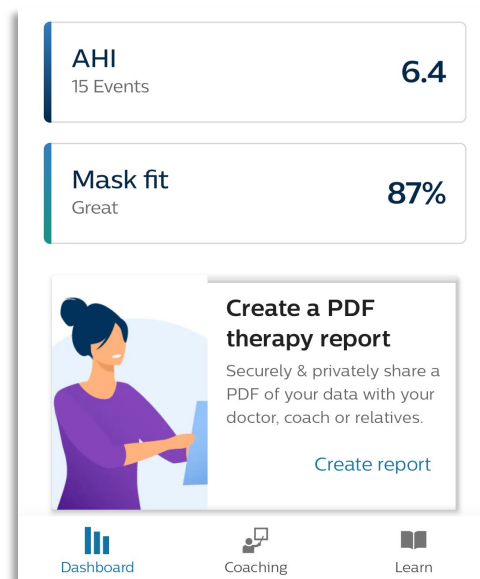 AHI
15 Events
6.4
Mask fit
Great
87%
Create a PDF
therapy report
Securely & privately share a
PDF of your data with your
doctor, coach or relatives.
Create report
Dashboard
Coaching
Learn